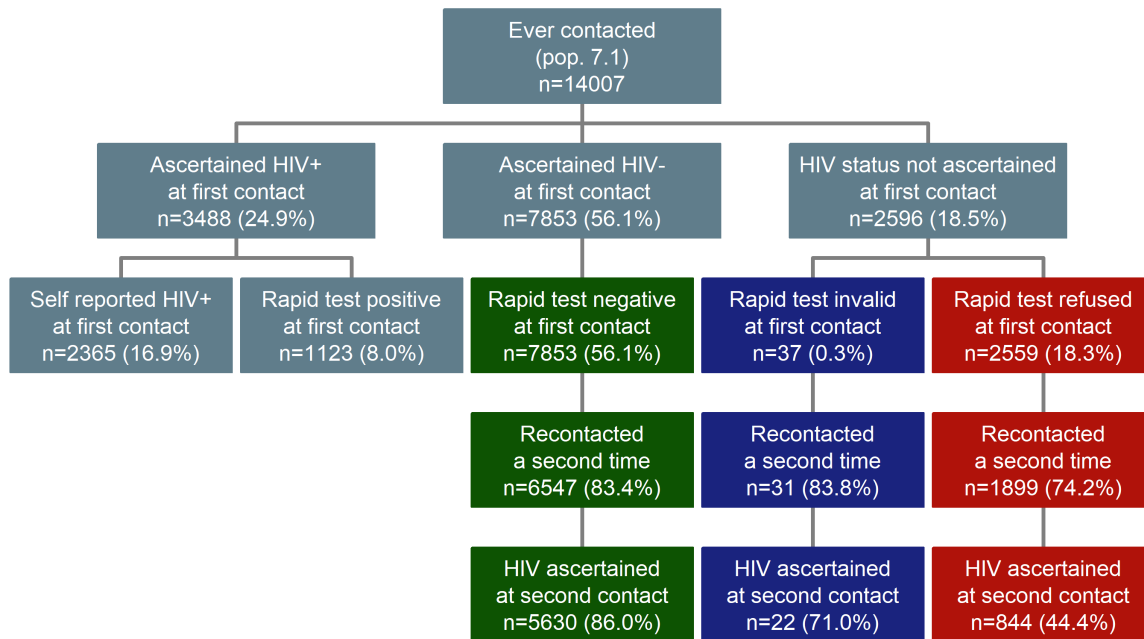 Ever contacted
(pop. 7.1)
n=14007
Ascertained HIV+
at first contact
n=3488 (24.9%)
Ascertained HIV-
at first contact
n=7853 (56.1%)
HIV status not ascertained
at first contact
n=2596 (18.5%)
Self reported HIV+
at first contact
n=2365 (16.9%)
Rapid test positive
at first contact
n=1123 (8.0%)
Rapid test negative
at first contact
n=7853 (56.1%)
Rapid test invalid
at first contact
n=37 (0.3%)
Rapid test refused
at first contact
n=2559 (18.3%)
Recontacted
a second time
n=6547 (83.4%)
Recontacted
a second time
n=31 (83.8%)
Recontacted
a second time
n=1899 (74.2%)
HIV ascertained
at second contact
n=5630 (86.0%)
HIV ascertained
at second contact
n=22 (71.0%)
HIV ascertained
at second contact
n=844 (44.4%)